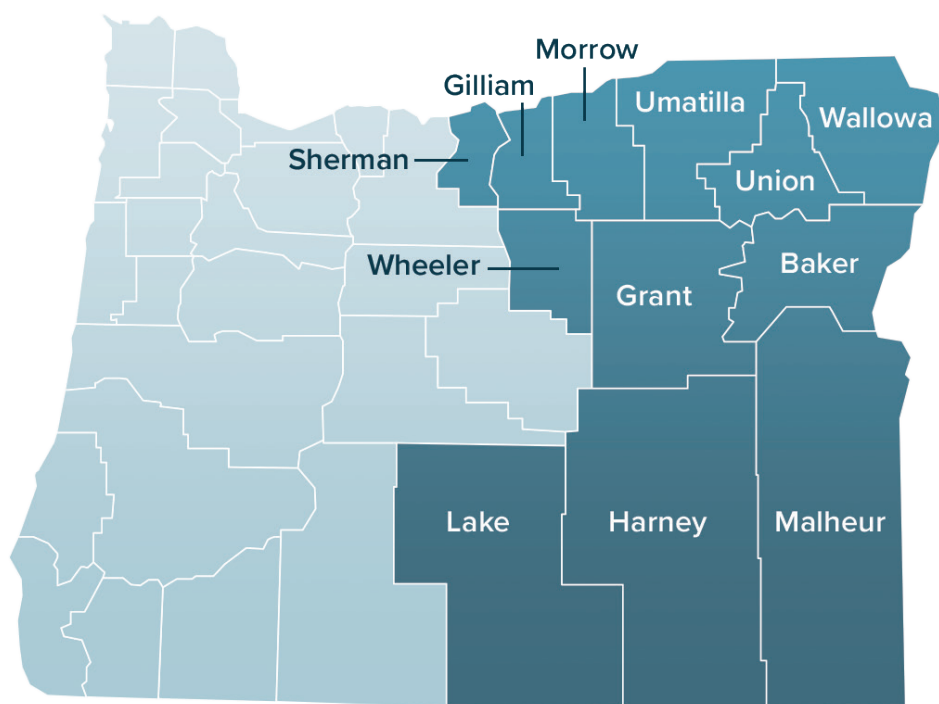 Morrow
Gilliam
Umatilla
Wallowa
Sherman
Union
Wheeler
Baker
Grant
Lake
Harney
Malheur